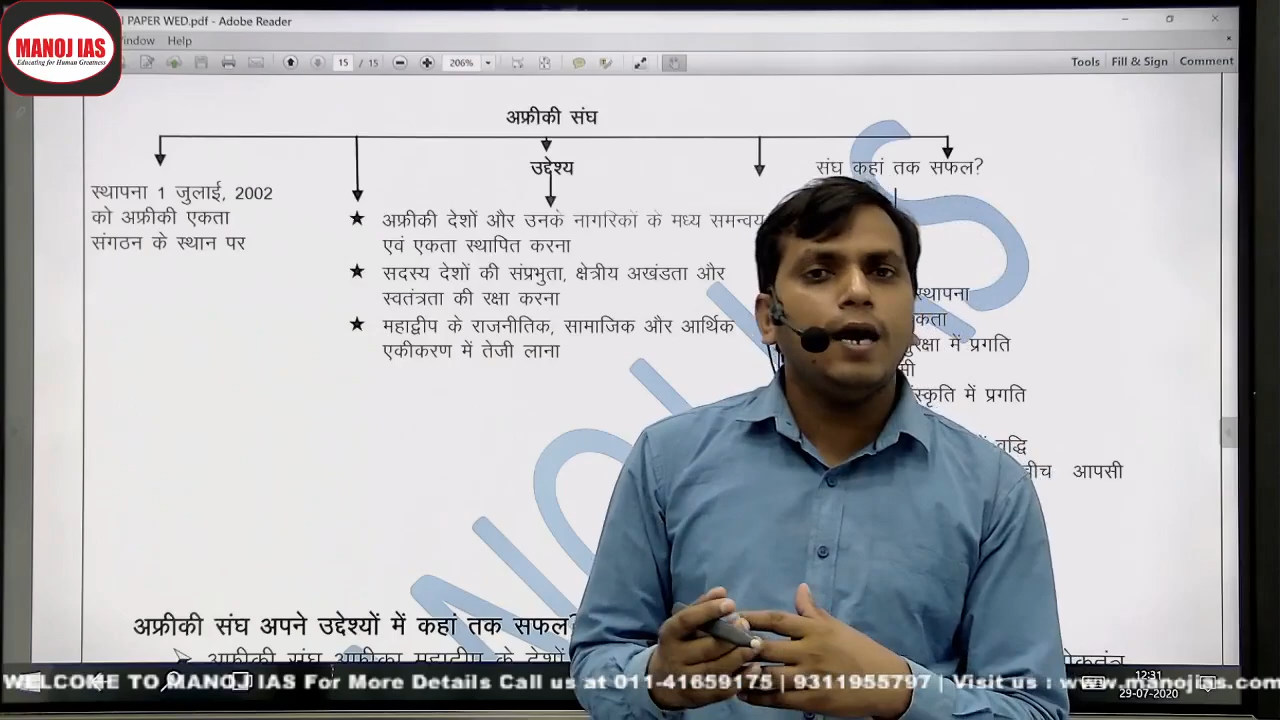 MANOJ IAS
Educating for Human Greatness
PAPER WED.pdf - Adobe Reader
Window Help
15 / 15 206% Tools Fill & Sign Comment
अफ्रीकी संघ
स्थापना 1 जुलाई, 2002
को अफ्रीकी एकता
संगठन के स्थान पर
उद्देश्य
★ अफ्रीकी देशों और उनके नागरिकों के मध्य समन्वय
एवं एकता स्थापित करना
★ सदस्य देशों की संप्रभुता, क्षेत्रीय अखंडता और
स्वतंत्रता की रक्षा करना
★ महाद्वीप के राजनीतिक, सामाजिक और आर्थिक
एकीकरण में तेजी लाना
संघ कहां तक सफल?
स्थापना
में प्रगति
में प्रगति
वृद्धि
बीच आपसी
अफ्रीकी संघ अपने उद्देश्यों में कहां तक सफल?
➢ अफ्रीकी संघ अफ्रीका महाद्वीप के देशों
WELCOME TO MANOJ IAS For More Details Call us at 011-41659175 | 9311955797 | Visit us : www.manojias.com
12:31
29-07-2020